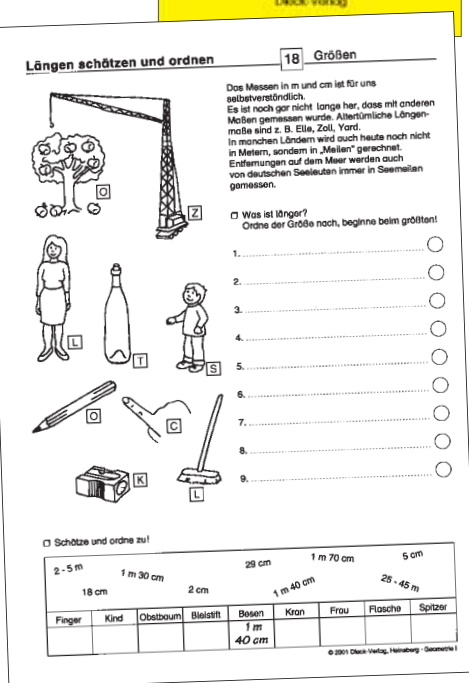 Dieck-Verlag
Längen schätzen und ordnen
18 Größen
Das Messen in m und cm ist für uns
selbstverständlich.
Es ist noch gar nicht lange her, dass mit anderen
Maßen gemessen wurde. Altertümliche Längen-
maße sind z. B. Elle, Zoll, Yard.
In manchen Ländern wird auch heute noch nicht
in Metern, sondern in „Meilen" gerechnet.
Entfernungen auf dem Meer werden auch
von deutschen Seeleuten immer in Seemeilen
gemessen.
O
Z
Was ist länger?
Ordne der Größe nach, beginne beim größten!
1.
2.
3.
4.
5.
6.
7.
8.
9.
L
T
S
O
C
K
L
Schätze und ordne zu!
2 - 5 m 1 m 30 cm 29 cm 1 m 70 cm 5 cm
18 cm 2 cm 1 m 40 cm 25 - 45 m
Finger Kind Obstbaum Bleistift Besen Kran Frau Flasche Spitzer
1 m
40 cm
© 2001 Dieck-Verlag, Heinsberg - Geometrie I